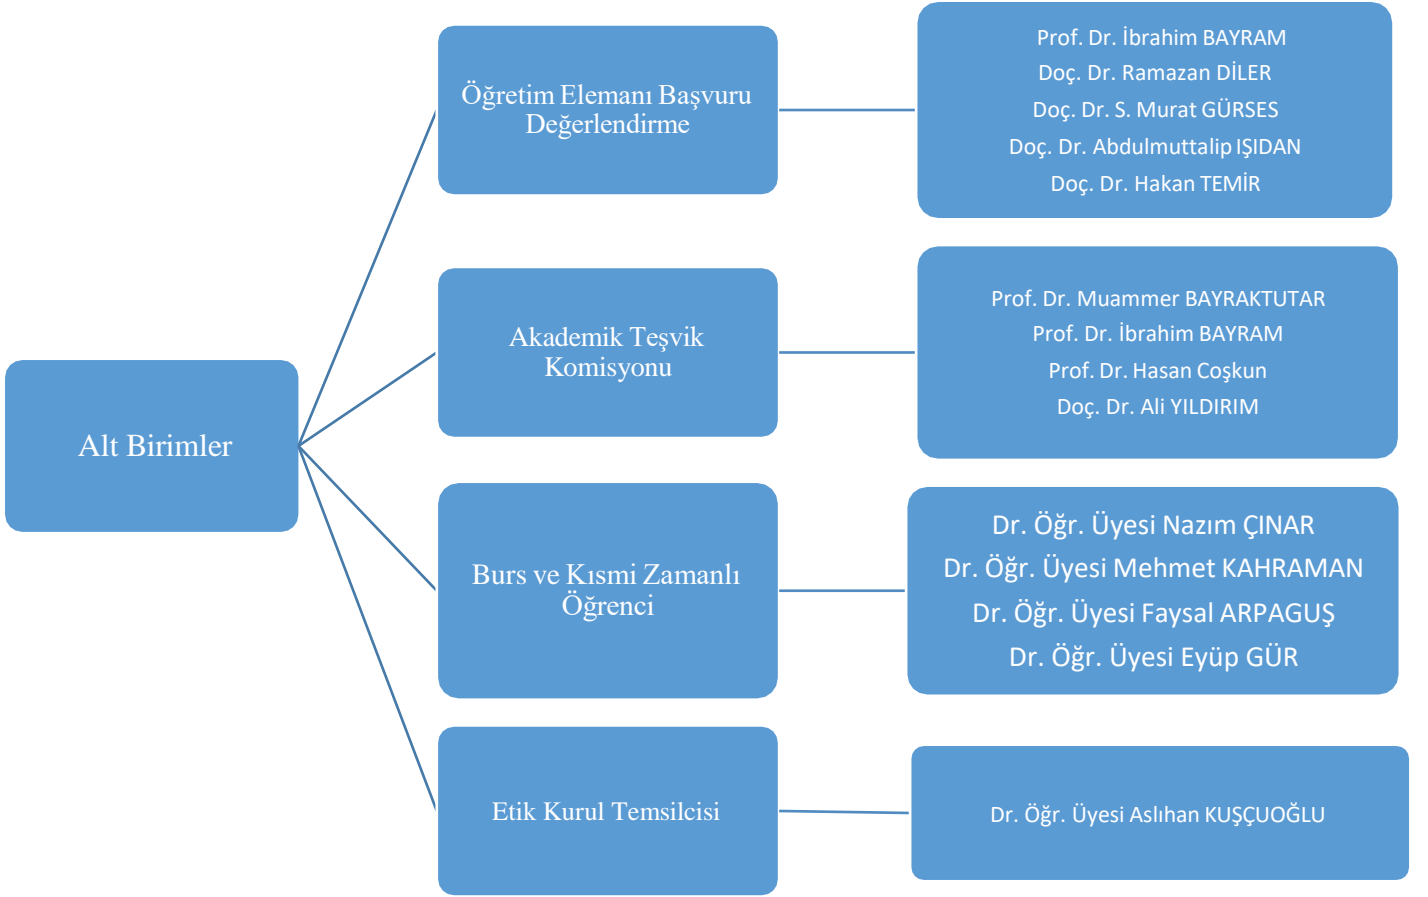 Alt Birimler
Öğretim Elemanı Başvuru
Değerlendirme
Prof. Dr. İbrahim BAYRAM
Doç. Dr. Ramazan DİLER
Doç. Dr. S. Murat GÜRSES
Doç. Dr. Abdulmuttalip IŞIDAN
Doç. Dr. Hakan TEMİR
Akademik Teşvik
Komisyonu
Prof. Dr. Muammer BAYRAKTUTAR
Prof. Dr. İbrahim BAYRAM
Prof. Dr. Hasan Coşkun
Doç. Dr. Ali YILDIRIM
Burs ve Kısmi Zamanlı
Öğrenci
Dr. Öğr. Üyesi Nazım ÇINAR
Dr. Öğr. Üyesi Mehmet KAHRAMAN
Dr. Öğr. Üyesi Faysal ARPAGUŞ
Dr. Öğr. Üyesi Eyüp GÜR
Etik Kurul Temsilcisi
Dr. Öğr. Üyesi Aslıhan KUŞÇUOĞLU